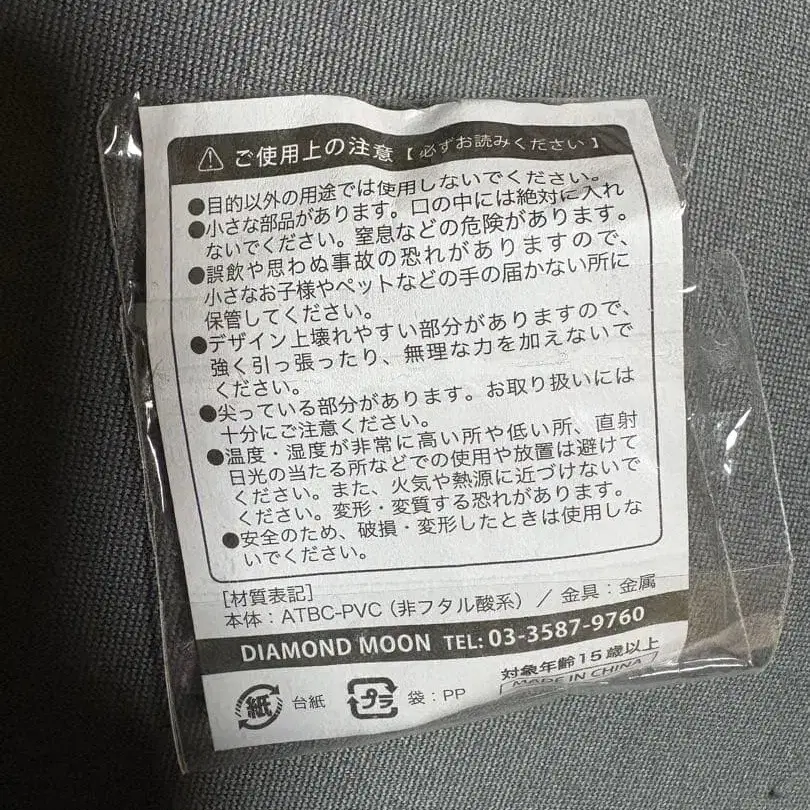 ご使用上の注意【必ずお読みください】
●目的以外の用途では使用しないでください。
●小さな部品があります。口の中には絶対に入れ
ないでください。窒息などの危険があります。
●誤飲や思わぬ事故の恐れがありますので、
小さなお子様やペットなどの手の届かない所に
保管してください。
●デザイン上壊れやすい部分がありますので、
強く引っ張ったり、無理な力を加えないで
ください。
●尖っている部分があります。お取り扱いには
十分にご注意ください。
●温度・湿度が非常に高い所や低い所、直射
日光の当たる所などでの使用や放置は避けて
ください。また、火気や熱源に近づけないで
ください。変形・変質する恐れがあります。
●安全のため、破損・変形したときは使用しな
いでください。
[材質表記]
本体：ATBC-PVC（非フタル酸系）／金具：金属
DIAMOND MOON TEL: 03-3587-9760
紙 台紙 プラ 袋：PP 対象年齢15歳以上
MADE IN CHINA